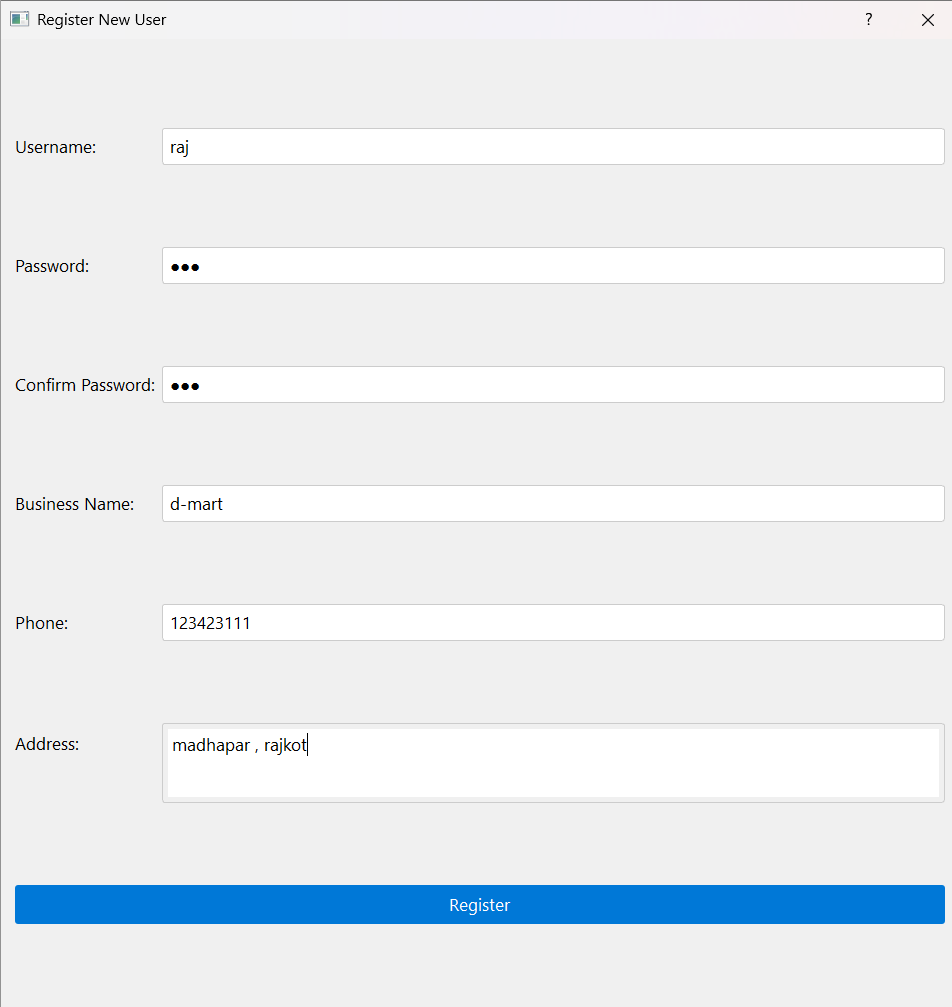 Register New User ?
Username: raj
Password: ●●●
Confirm Password: ●●●
Business Name: d-mart
Phone: 123423111
Address: madhapar , rajkot
Register